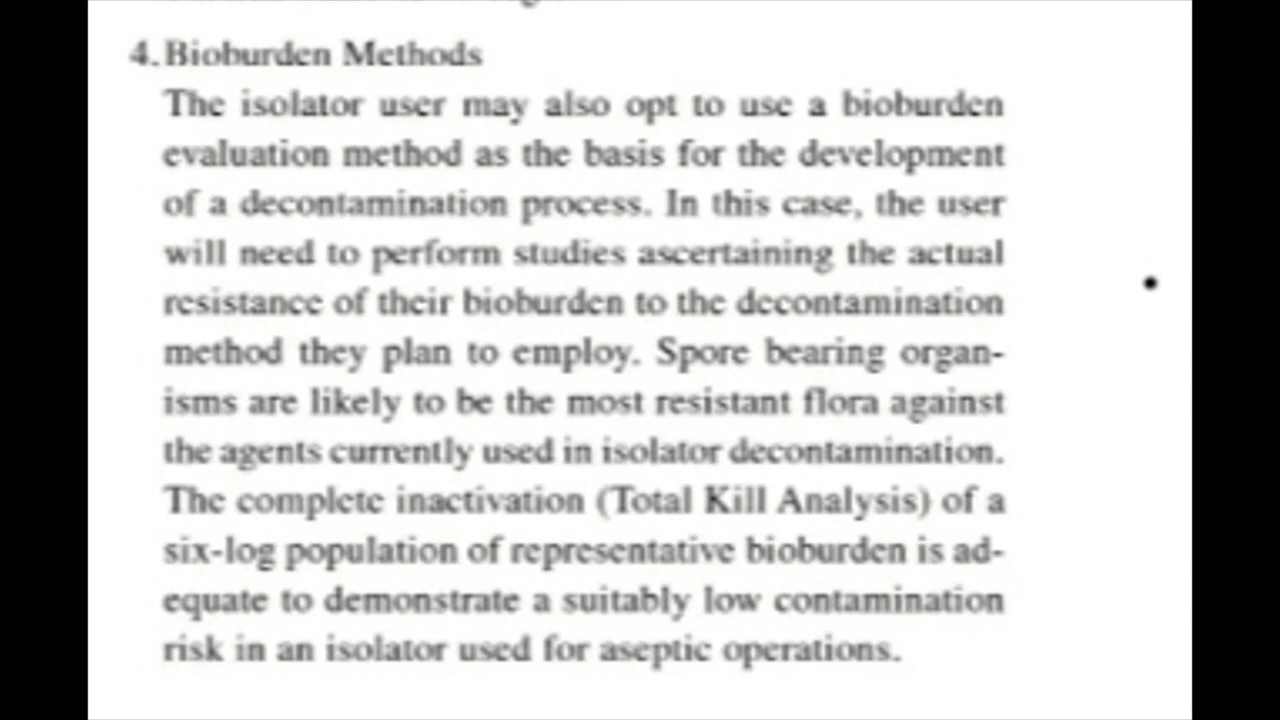 4. Bioburden Methods
The isolator user may also opt to use a bioburden
evaluation method as the basis for the development
of a decontamination process. In this case, the user
will need to perform studies ascertaining the actual
resistance of their bioburden to the decontamination
method they plan to employ. Spore bearing organ-
isms are likely to be the most resistant flora against
the agents currently used in isolator decontamination.
The complete inactivation (Total Kill Analysis) of a
six-log population of representative bioburden is ad-
equate to demonstrate a suitably low contamination
risk in an isolator used for aseptic operations.